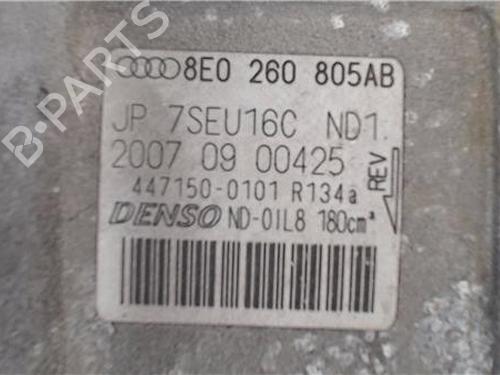 8E0 260 805AB
JP 7SEU16C ND1.
2007 09 00425
REV
447150-0101 R134a
DENSO ND-OIL8 180cm³
B-PARTS